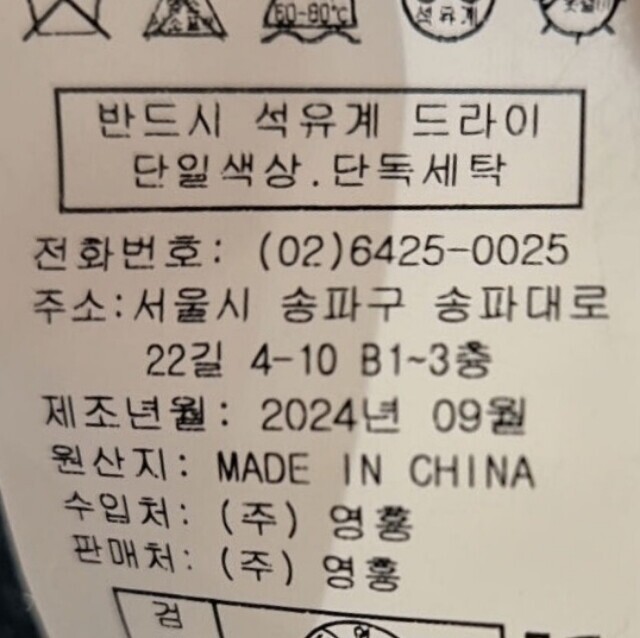 60-80℃
석유계
반드시 석유계 드라이
단일색상.단독세탁
전화번호: (02)6425-0025
주소:서울시 송파구 송파대로
22길 4-10 B1~3층
제조년월: 2024년 09월
원산지: MADE IN CHINA
수입처: (주) 영흥
판매처: (주) 영흥
검